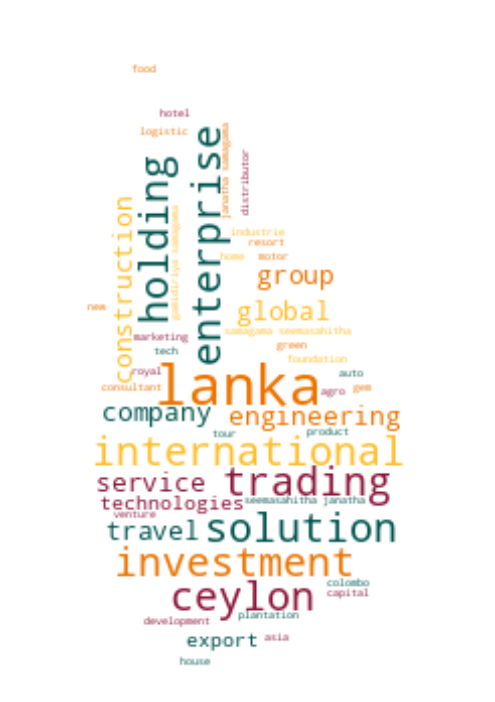 food
hotel
logistic
enterprise
janatha samagama
distributor
holding
construction
gamidiriya samagama
industrie
resort
home
motor
group
new
global
samagama seemasahitha
marketing
green
tech
foundation
royal
lanka
auto
consultant
agro
gem
company
engineering
tour
product
international
service
trading
technologies
seemasahitha janatha
venture
travel
solution
investment
colombo
ceylon
capital
plantation
development
export
asia
house